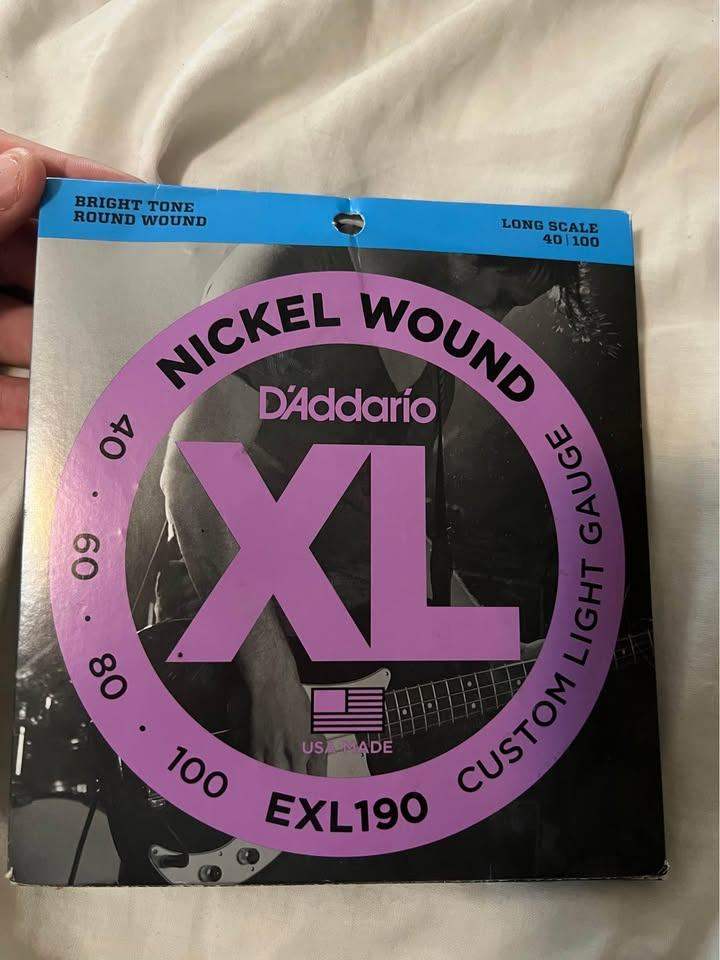 BRIGHT TONE
ROUND WOUND
LONG SCALE
40|100
NICKEL WOUND
D'Addario
XL
40 · 60 · 80 · 100
EXL190
CUSTOM LIGHT GAUGE
USA MADE